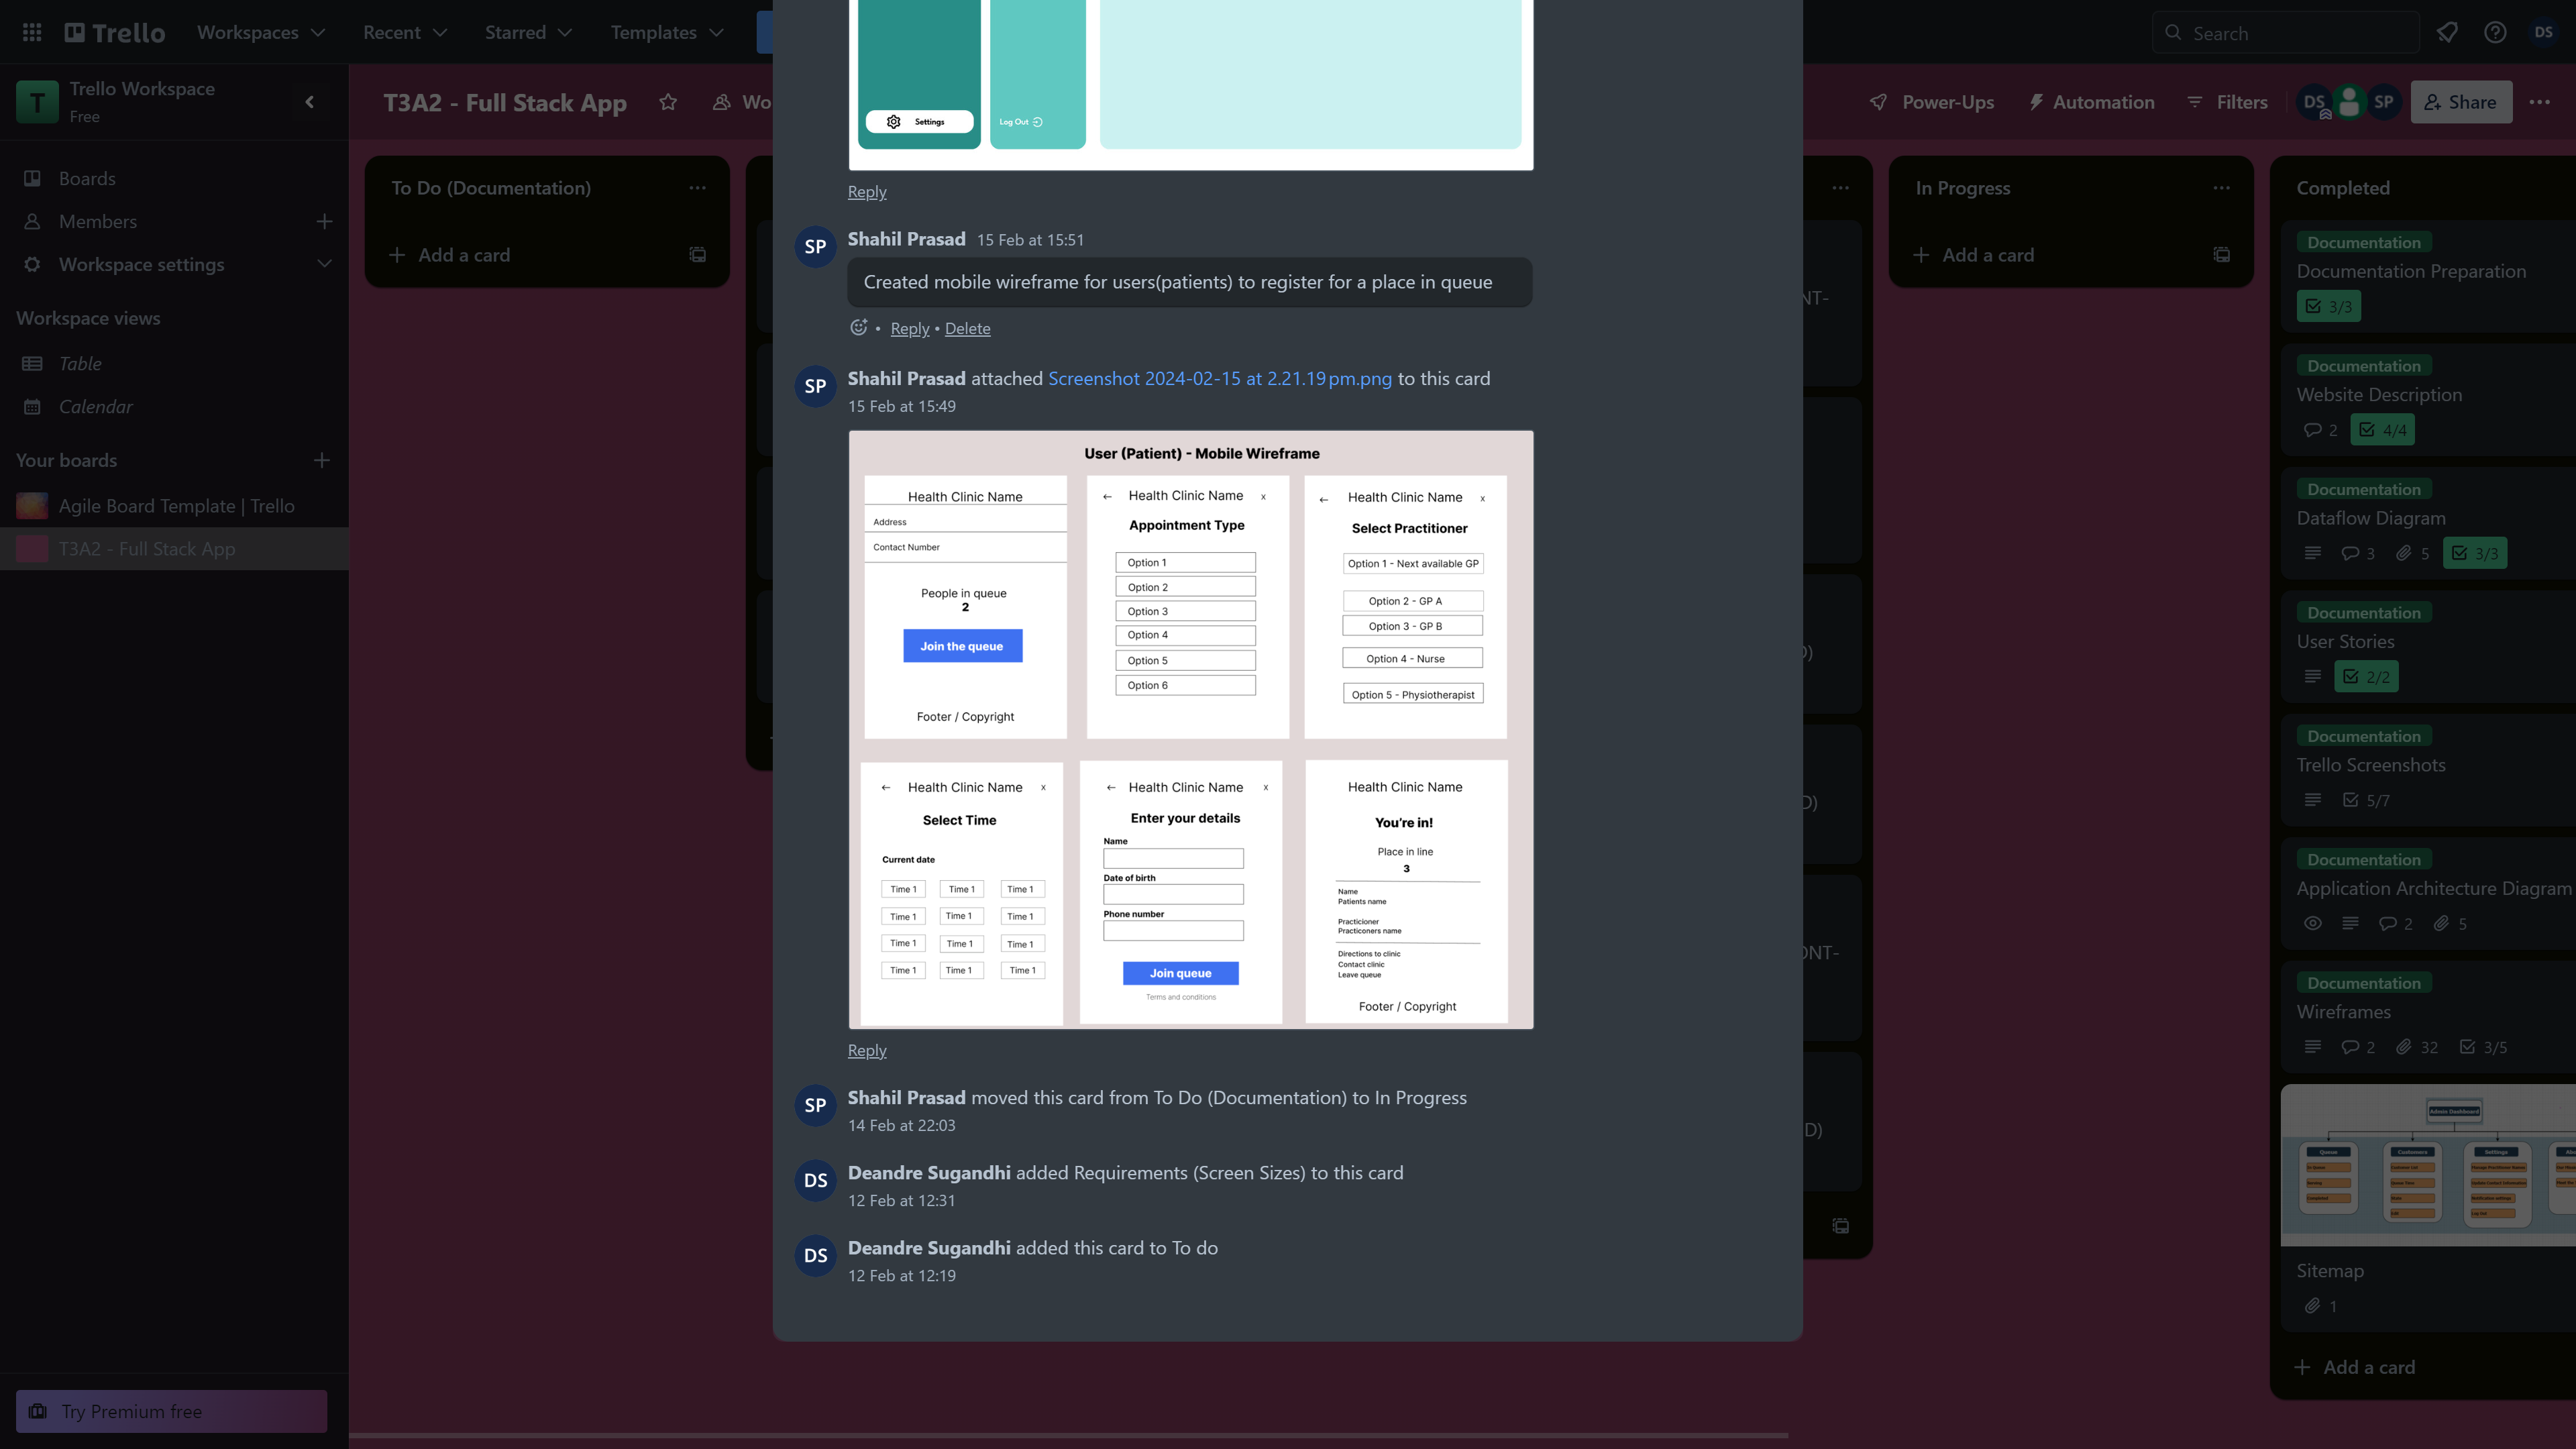 Trello
Workspaces
Recent
Starred
Templates
Search
DS
T
Trello Workspace
Free
Boards
Members
Workspace settings
Workspace views
Table
Calendar
Your boards
Agile Board Template | Trello
T3A2 - Full Stack App
Try Premium free
T3A2 - Full Stack App
Wo
Power-Ups
Automation
Filters
DS
SP
Share
To Do (Documentation)
Add a card
NT-
D)
D)
ONT-
D)
In Progress
Add a card
Completed
Documentation
Documentation Preparation
3/3
Documentation
Website Description
2
4/4
Documentation
Dataflow Diagram
3
5
3/3
Documentation
User Stories
2/2
Documentation
Trello Screenshots
5/7
Documentation
Application Architecture Diagram
2
5
Documentation
Wireframes
2
32
3/5
Admin Dashboard
Queue
Customers
Settings
Completed
Log Out
Sitemap
1
Add a card
Settings
Log Out
Reply
SP
Shahil Prasad 15 Feb at 15:51
Created mobile wireframe for users(patients) to register for a place in queue
• Reply • Delete
SP
Shahil Prasad attached Screenshot 2024-02-15 at 2.21.19 pm.png to this card
15 Feb at 15:49
User (Patient) - Mobile Wireframe
Health Clinic Name
Address
Contact Number
People in queue
2
Join the queue
Footer / Copyright
← Health Clinic Name x
Appointment Type
Option 1
Option 2
Option 3
Option 4
Option 5
Option 6
← Health Clinic Name x
Select Practitioner
Option 1 - Next available GP
Option 2 - GP A
Option 3 - GP B
Option 4 - Nurse
Option 5 - Physiotherapist
← Health Clinic Name x
Select Time
Current date
Time 1 Time 1 Time 1
Time 1 Time 1 Time 1
Time 1 Time 1 Time 1
Time 1 Time 1 Time 1
← Health Clinic Name x
Enter your details
Name
Date of birth
Phone number
Join queue
Terms and conditions
Health Clinic Name
You're in!
Place in line
3
Name
Patients name
Practicioner
Practiconers name
Directions to clinic
Contact clinic
Leave queue
Footer / Copyright
Reply
SP
Shahil Prasad moved this card from To Do (Documentation) to In Progress
14 Feb at 22:03
DS
Deandre Sugandhi added Requirements (Screen Sizes) to this card
12 Feb at 12:31
DS
Deandre Sugandhi added this card to To do
12 Feb at 12:19